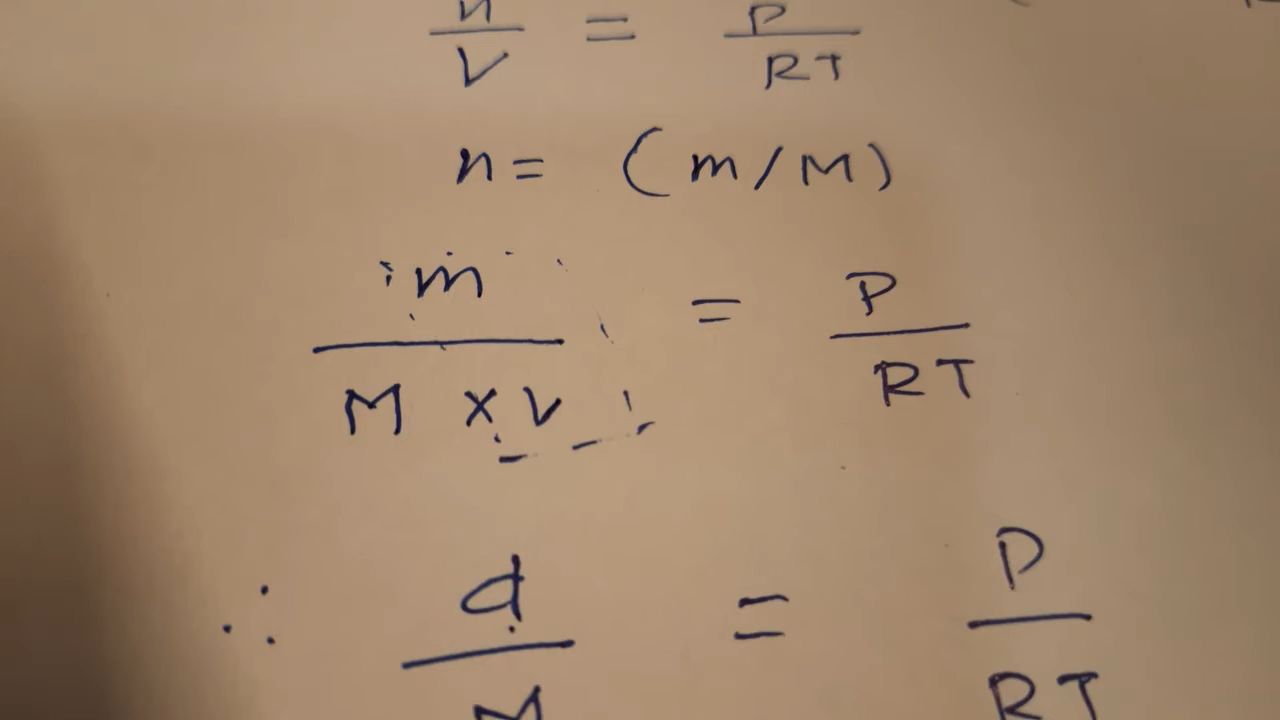 n/V = P/RT
n = (m/M)
m/M × V = P/RT
∴ d/M = P/RT